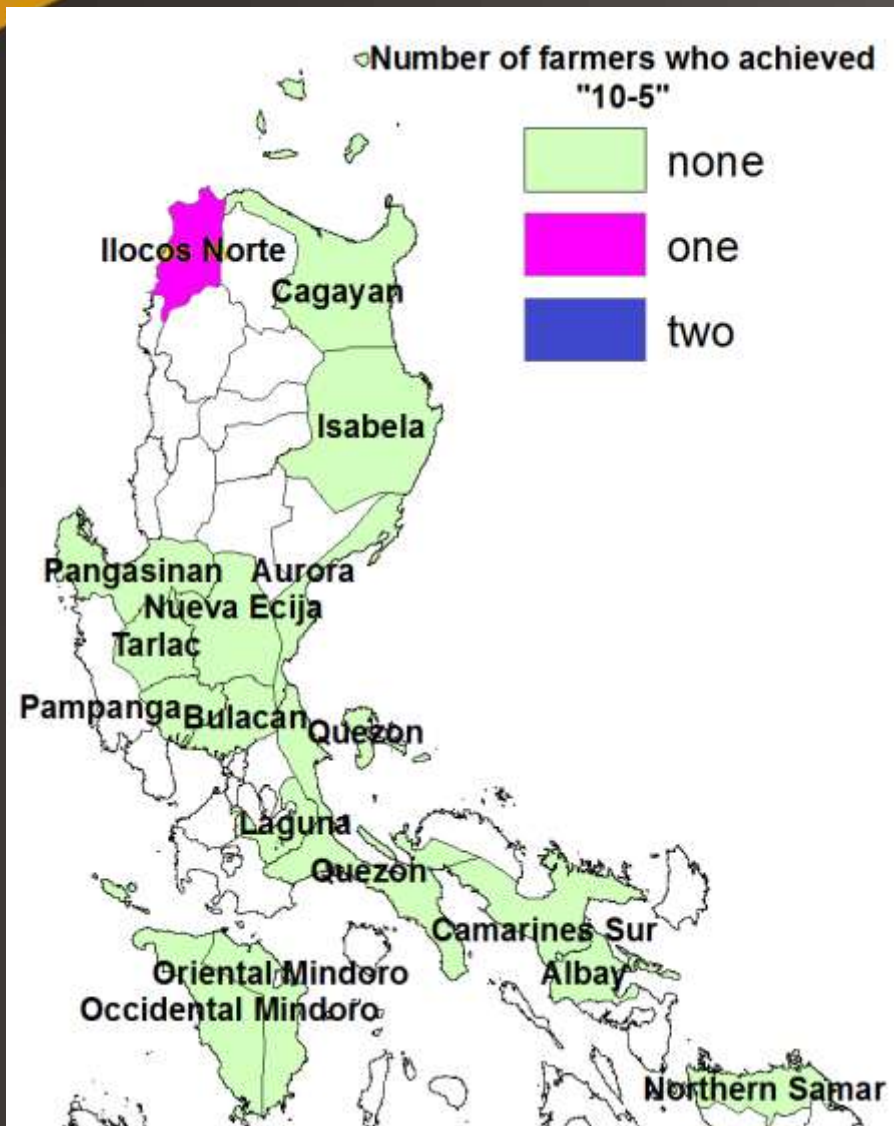 Number of farmers who achieved
"10-5"
none
one
two
Ilocos Norte
Cagayan
Isabela
Pangasinan
Aurora
Nueva Ecija
Tarlac
Pampanga
Bulacan
Quezon
Laguna
Quezon
Camarines Sur
Albay
Oriental Mindoro
Occidental Mindoro
Northern Samar